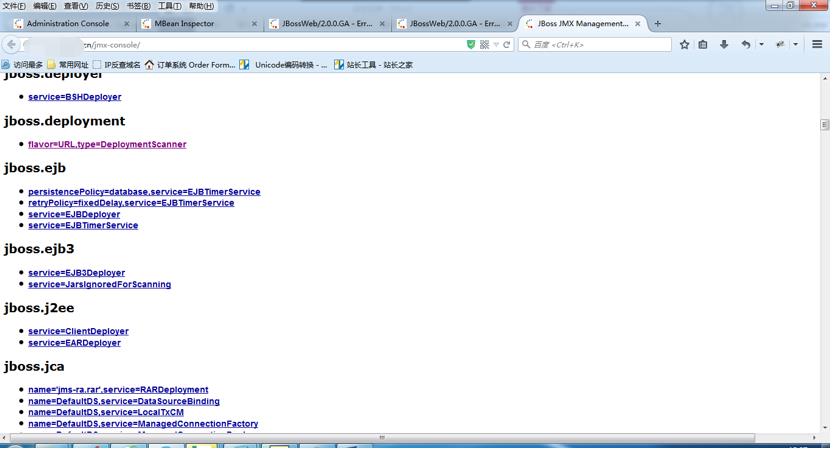 文件(F) 编辑(E) 查看(V) 历史(S) 书签(B) 工具(T) 帮助(H)
Administration Console
MBean Inspector
JBossWeb/2.0.0.GA - Err...
JBossWeb/2.0.0.GA - Err...
JBoss JMX Management...
cn/jmx-console/
百度 <Ctrl+K>
访问最多 常用网址 IP反查域名 订单系统 Order Form... Unicode编码转换 - ... 站长工具 - 站长之家
jboss.deployer
service=BSHDeployer
jboss.deployment
flavor=URL,type=DeploymentScanner
jboss.ejb
persistencePolicy=database,service=EJBTimerService
retryPolicy=fixedDelay,service=EJBTimerService
service=EJBDeployer
service=EJBTimerService
jboss.ejb3
service=EJB3Deployer
service=JarsIgnoredForScanning
jboss.j2ee
service=ClientDeployer
service=EARDeployer
jboss.jca
name='jms-ra.rar',service=RARDeployment
name=DefaultDS,service=DataSourceBinding
name=DefaultDS,service=LocalTxCM
name=DefaultDS,service=ManagedConnectionFactory